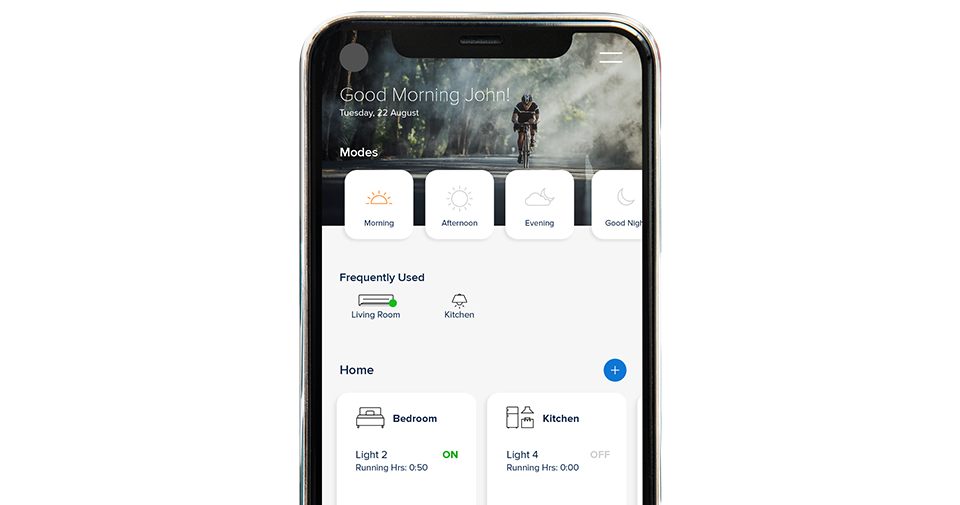 Good Morning John!
Tuesday, 22 August
Modes
Morning
Afternoon
Evening
Good Nigh
Frequently Used
Living Room
Kitchen
Home
Bedroom
Light 2
ON
Running Hrs: 0:50
Kitchen
Light 4
OFF
Running Hrs: 0:00